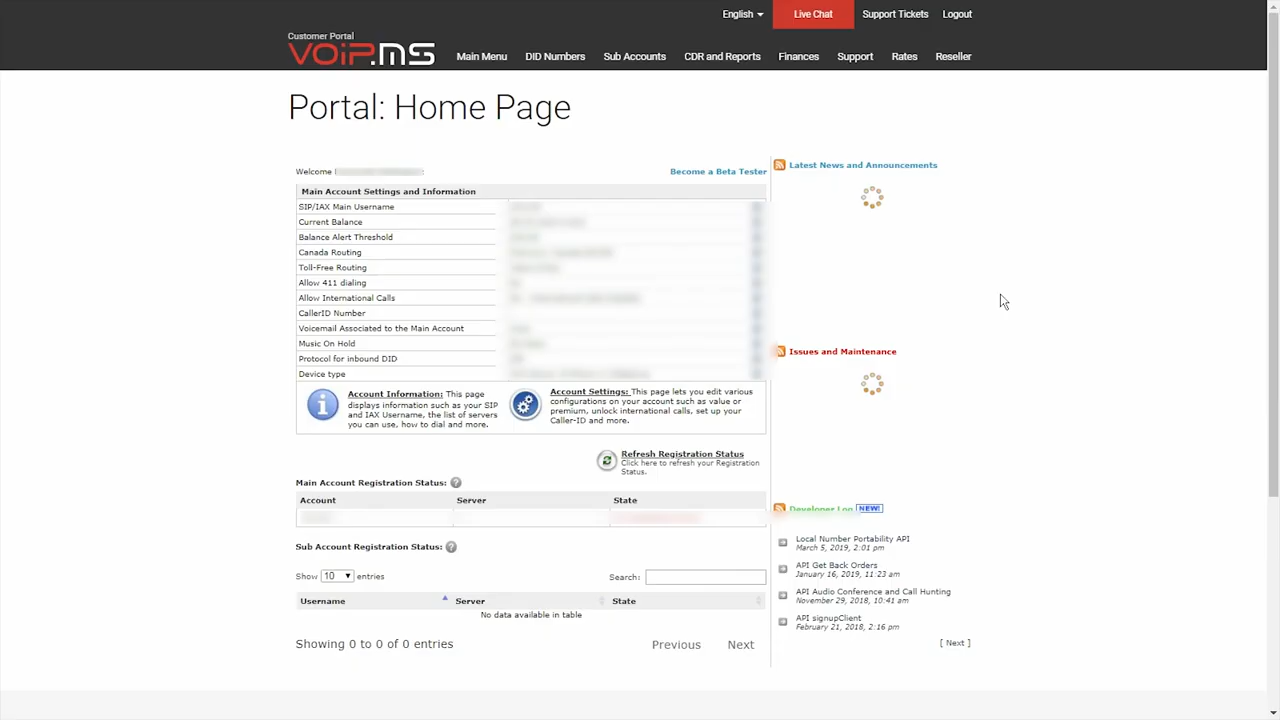 English
Live Chat
Support Tickets
Logout
Customer Portal
VOiP.MS
Main Menu
DID Numbers
Sub Accounts
CDR and Reports
Finances
Support
Rates
Reseller
Portal: Home Page
Welcome
Become a Beta Tester
Main Account Settings and Information
SIP/IAX Main Username
Current Balance
Balance Alert Threshold
Canada Routing
Toll-Free Routing
Allow 411 dialing
Allow International Calls
CallerID Number
Voicemail Associated to the Main Account
Music On Hold
Protocol for inbound DID
Device type
Account Information: This page
displays information such as your SIP
and IAX Username, the list of servers
you can use, how to dial and more.
Account Settings: This page lets you edit various
configurations on your account such as value or
premium, unlock international calls, set up your
Caller-ID and more.
Refresh Registration Status
Click here to refresh your Registration
Status.
Main Account Registration Status: ?
Account Server State
Sub Account Registration Status: ?
Show 10 entries
Search:
Username Server State
No data available in table
Showing 0 to 0 of 0 entries
Previous Next
Latest News and Announcements
Issues and Maintenance
Developer Log NEW!
Local Number Portability API
March 5, 2019, 2:01 pm
API Get Back Orders
January 16, 2019, 11:23 am
API Audio Conference and Call Hunting
November 29, 2018, 10:41 am
API signupClient
February 21, 2018, 2:16 pm
[ Next ]